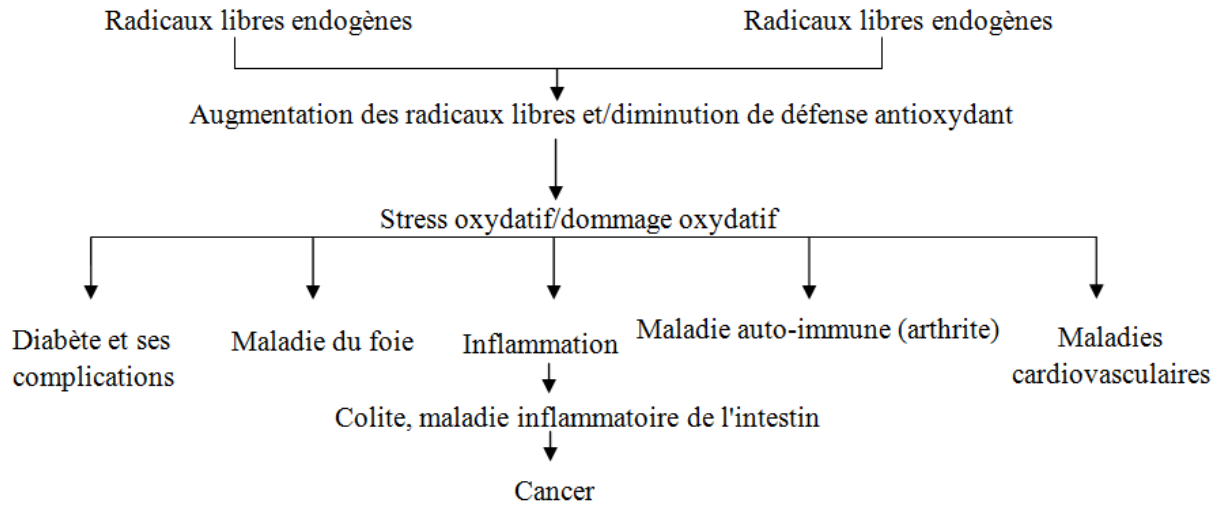 Radicaux libres endogènes
Radicaux libres endogènes
Augmentation des radicaux libres et/diminution de défense antioxydant
Stress oxydatif/dommage oxydatif
Diabète et ses
complications
Maladie du foie
Inflammation
Maladie auto-immune (arthrite)
Maladies
cardiovasculaires
Colite, maladie inflammatoire de l'intestin
Cancer